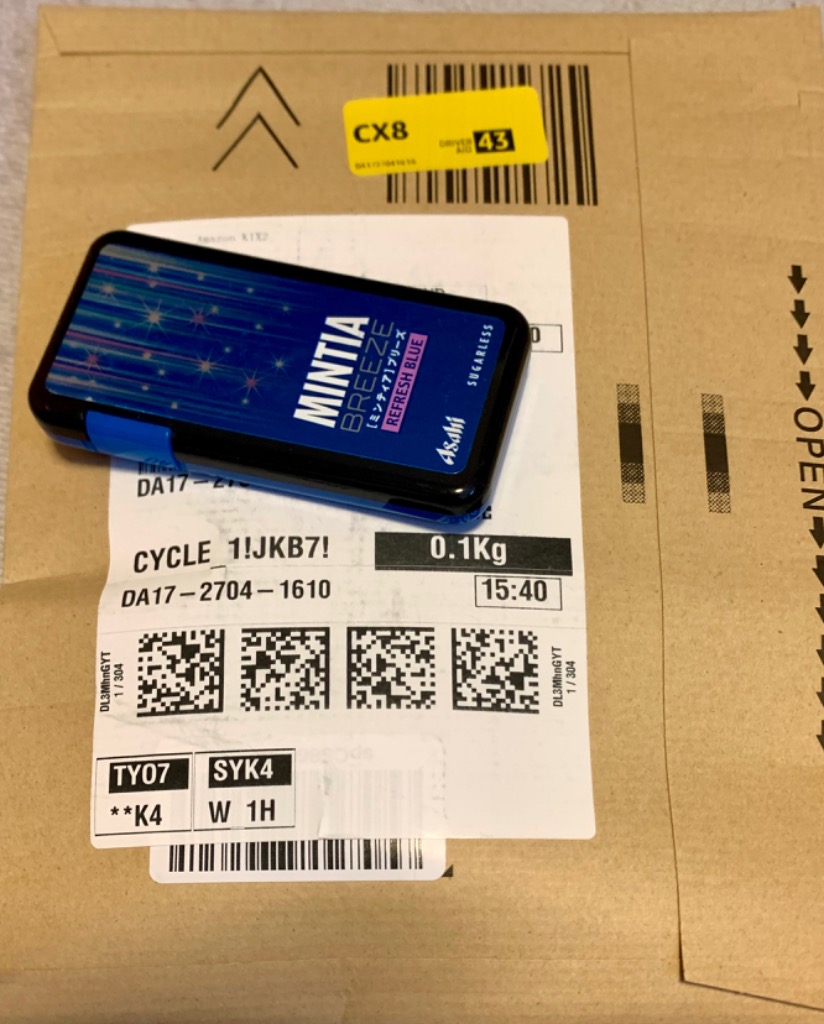 CX8
DRIVER
AID
43
MINTIA
BREEZE
[ミンティア]ブリーズ
REFRESH BLUE
SUGARLESS
Asahi
OPEN
DA17-
CYCLE_1!JKB7!
0.1Kg
DA17-2704-1610
15:40
DL3MhnGYT
1 / 304
DL3MhnGYT
1 / 304
TY07
SYK4
**K4
W 1H